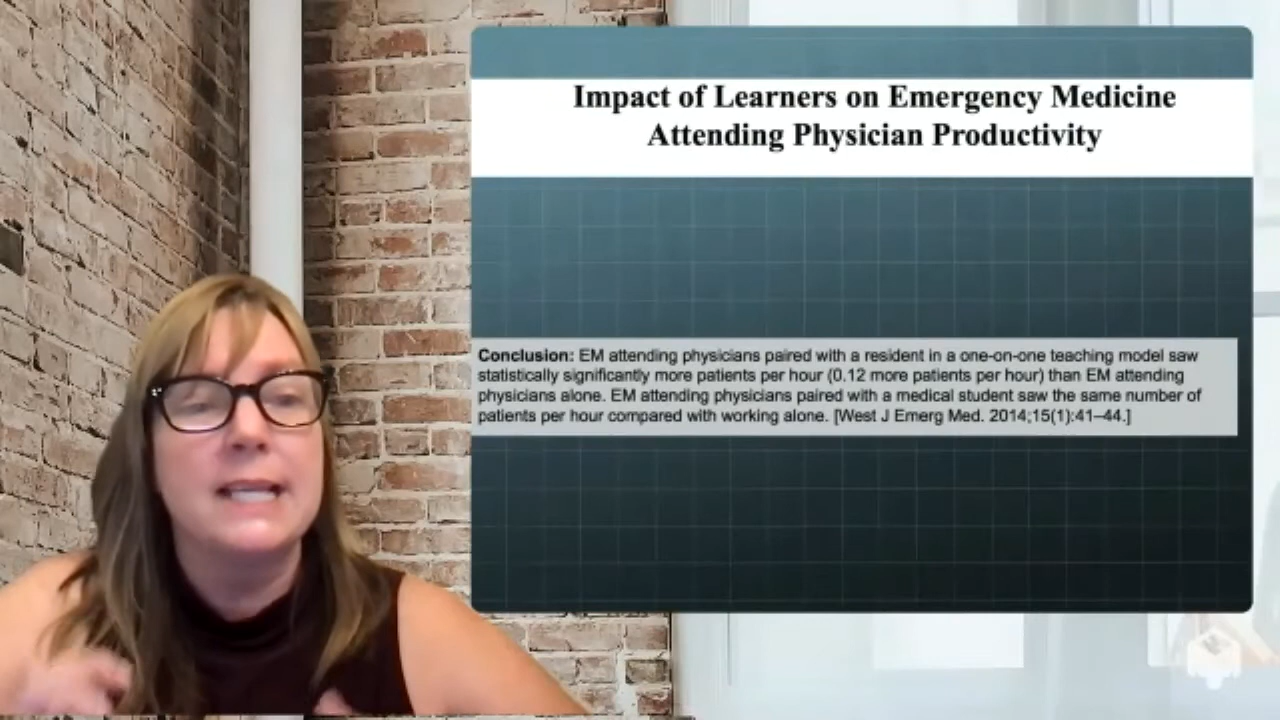 Impact of Learners on Emergency Medicine
Attending Physician Productivity
Conclusion: EM attending physicians paired with a resident in a one-on-one teaching model saw
statistically significantly more patients per hour (0.12 more patients per hour) than EM attending
physicians alone. EM attending physicians paired with a medical student saw the same number of
patients per hour compared with working alone. [West J Emerg Med. 2014;15(1):41–44.]